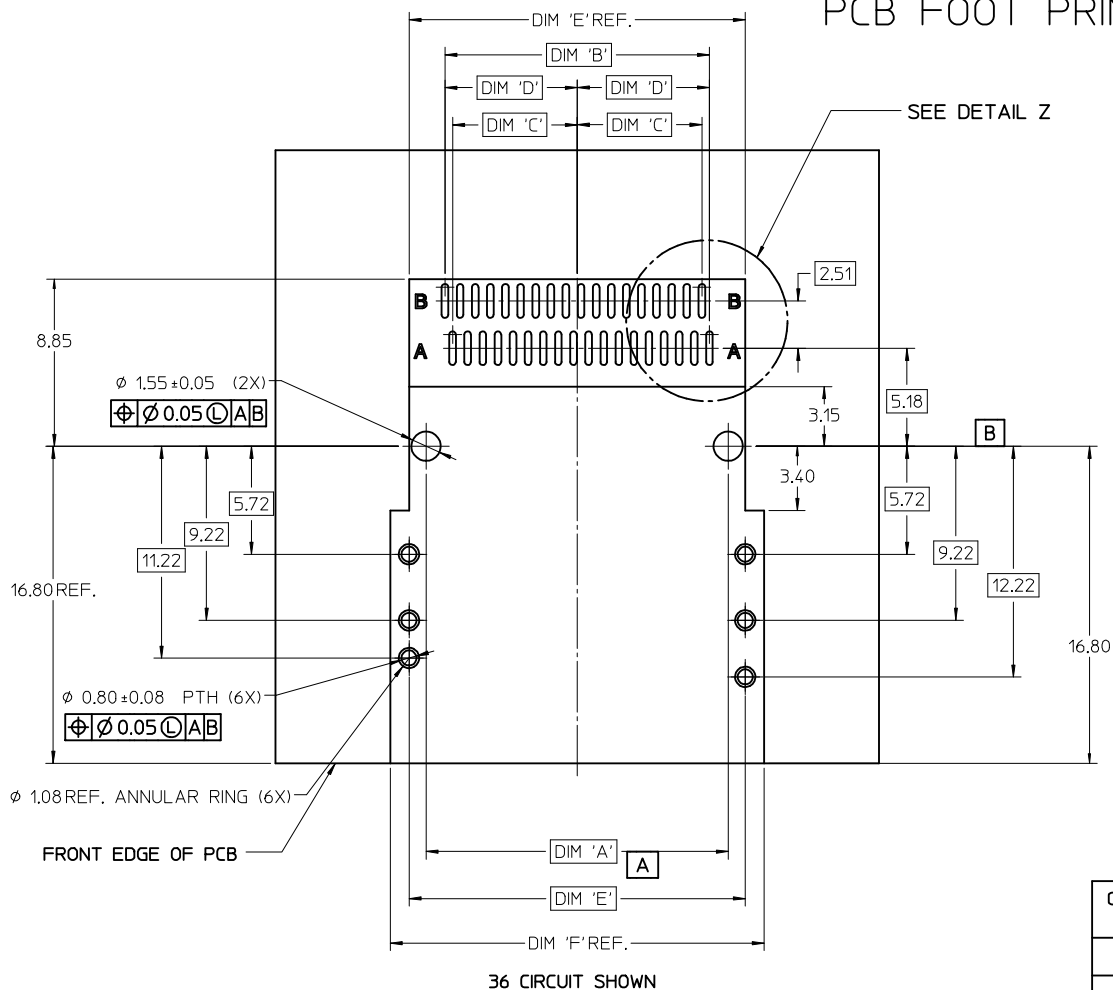 PCB FOOT PRIN
DIM 'E' REF.
DIM 'B'
DIM 'D' DIM 'D'
DIM 'C' DIM 'C'
SEE DETAIL Z
2.51
B B
8.85
A A
⌀ 1.55±0.05 (2X)
⌖ ⌀ 0.05 Ⓛ A B
3.15
5.18
B
3.40
5.72
5.72
9.22
9.22
11.22
12.22
16.80 REF.
16.80
⌀ 0.80±0.08 PTH (6X)
⌖ ⌀ 0.05 Ⓛ A B
⌀ 1.08 REF. ANNULAR RING (6X)
FRONT EDGE OF PCB
DIM 'A'
A
DIM 'E'
DIM 'F' REF.
36 CIRCUIT SHOWN